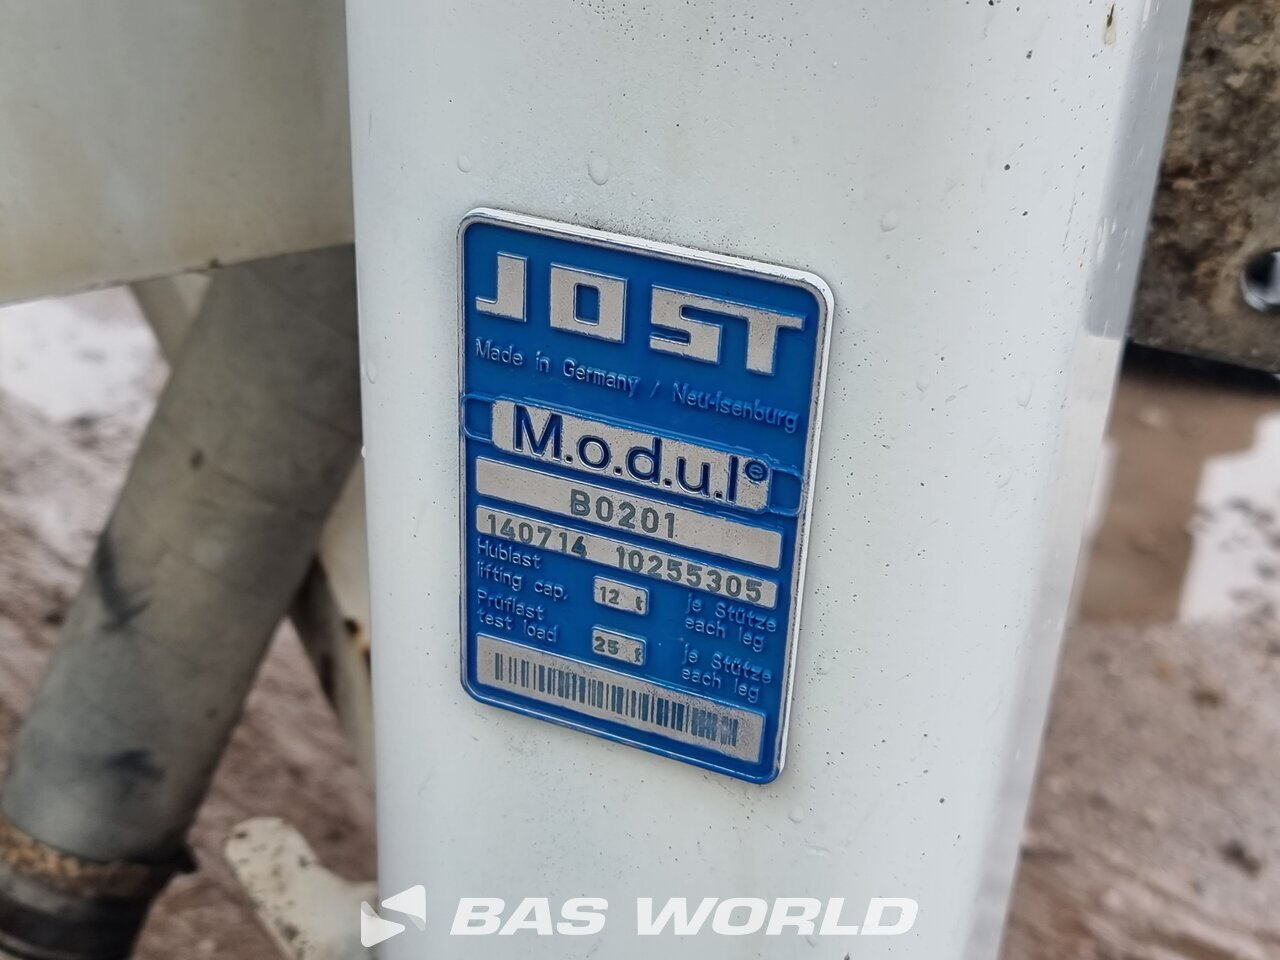 JOST
Made in Germany / Neu-Isenburg
M.o.d.u.l®
B0201
140714 10255305
Hublast
lifting cap. 12 t je Stütze
each leg
Prüflast
test load 25 t je Stütze
each leg
BAS WORLD